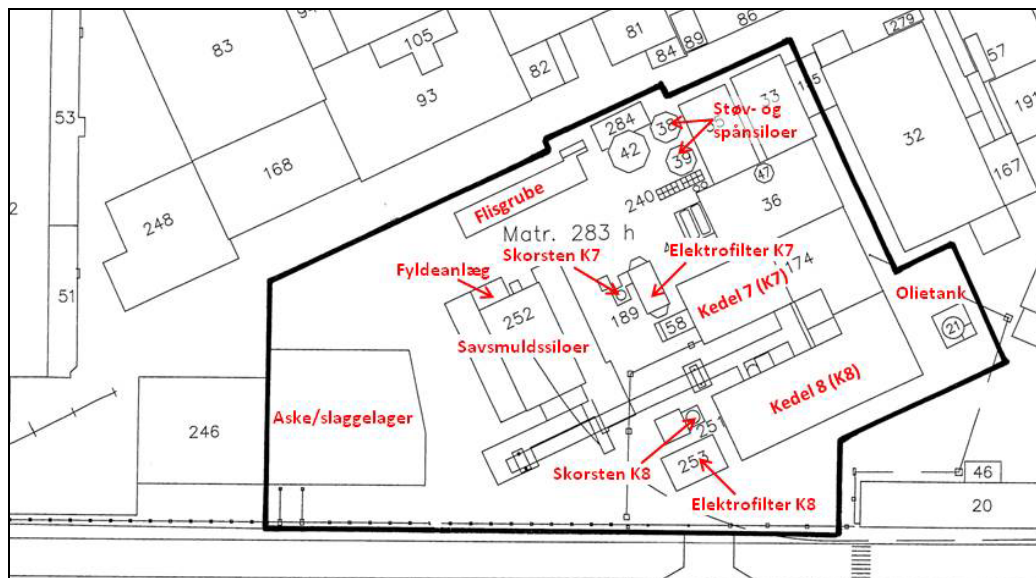 83
105
81
89
86
84
279
57
82
93
53
191
33
Støv- og
38
spånsiloer
284
32
42
39
168
167
47
Flisgrube
240
36
248
Matr. 283 h
Skorsten K7
Elektrofilter K7
174
Fyldeanlæg
Kedel 7 (K7)
Olietank
51
252
189
58
21
Savsmuldssiloer
Kedel 8 (K8)
Aske/slaggelager
246
251
253
Skorsten K8
46
Elektrofilter K8
20